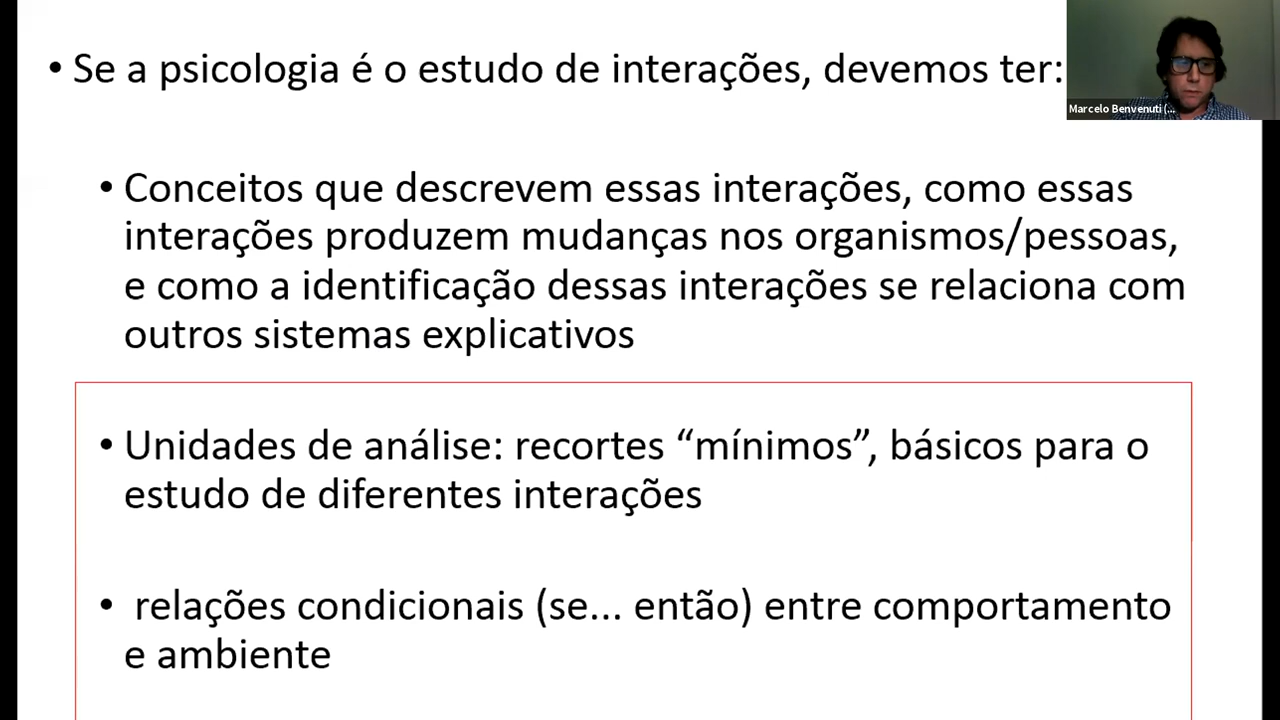 • Se a psicologia é o estudo de interações, devemos ter:
Marcelo Benvenuti (...
• Conceitos que descrevem essas interações, como essas
interações produzem mudanças nos organismos/pessoas,
e como a identificação dessas interações se relaciona com
outros sistemas explicativos
• Unidades de análise: recortes “mínimos”, básicos para o
estudo de diferentes interações
• relações condicionais (se... então) entre comportamento
e ambiente